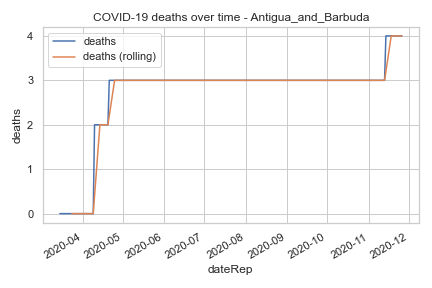 COVID-19 deaths over time - Antigua_and_Barbuda
deaths
deaths (rolling)
4
3
2
1
0
deaths
2020-04
2020-05
2020-06
2020-07
2020-08
2020-09
2020-10
2020-11
2020-12
dateRep